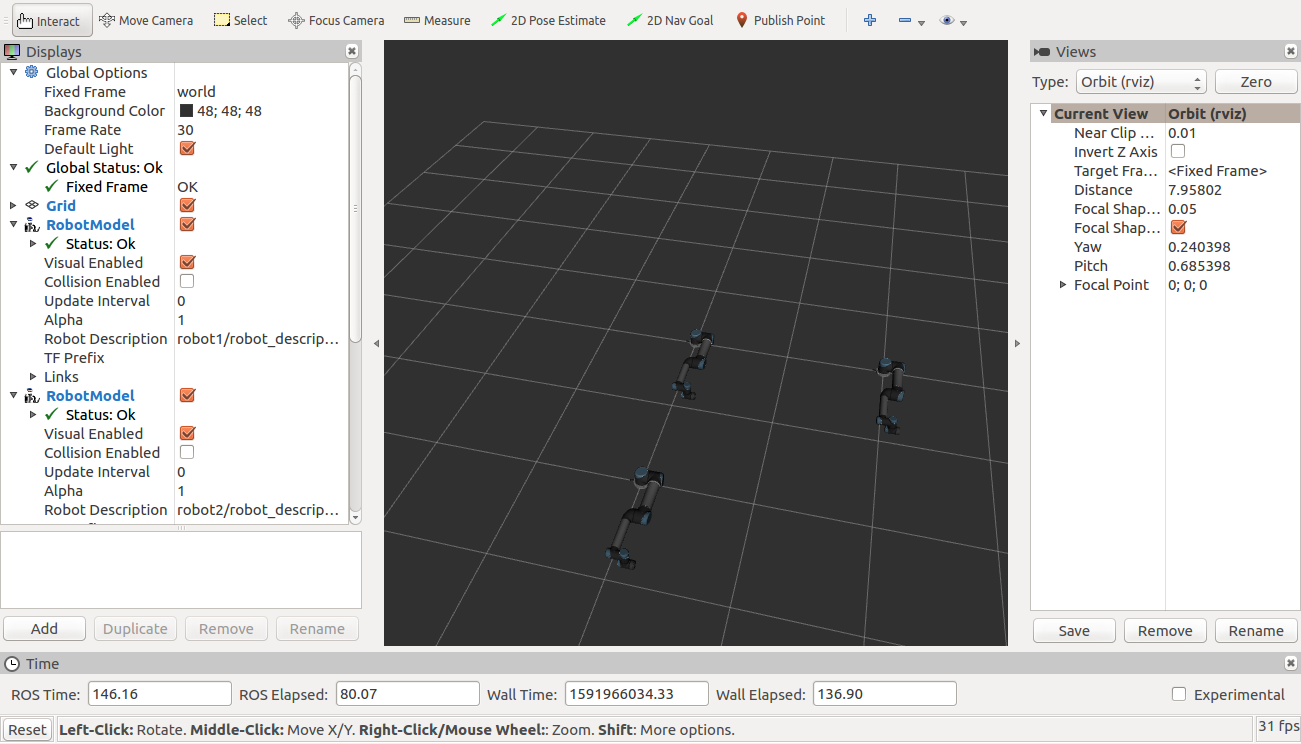 Interact Move Camera Select Focus Camera Measure 2D Pose Estimate 2D Nav Goal Publish Point
Displays
Global Options
Fixed Frame world
Background Color 48; 48; 48
Frame Rate 30
Default Light
Global Status: Ok
Fixed Frame OK
Grid
RobotModel
Status: Ok
Visual Enabled
Collision Enabled
Update Interval 0
Alpha 1
Robot Description robot1/robot_descrip...
TF Prefix
Links
RobotModel
Status: Ok
Visual Enabled
Collision Enabled
Update Interval 0
Alpha 1
Robot Description robot2/robot_descrip...
Add Duplicate Remove Rename
Views
Type: Orbit (rviz) Zero
Current View Orbit (rviz)
Near Clip ... 0.01
Invert Z Axis
Target Fra... <Fixed Frame>
Distance 7.95802
Focal Shap... 0.05
Focal Shap...
Yaw 0.240398
Pitch 0.685398
Focal Point 0; 0; 0
Save Remove Rename
Time
ROS Time: 146.16 ROS Elapsed: 80.07 Wall Time: 1591966034.33 Wall Elapsed: 136.90 Experimental
Reset Left-Click: Rotate. Middle-Click: Move X/Y. Right-Click/Mouse Wheel:: Zoom. Shift: More options. 31 fps